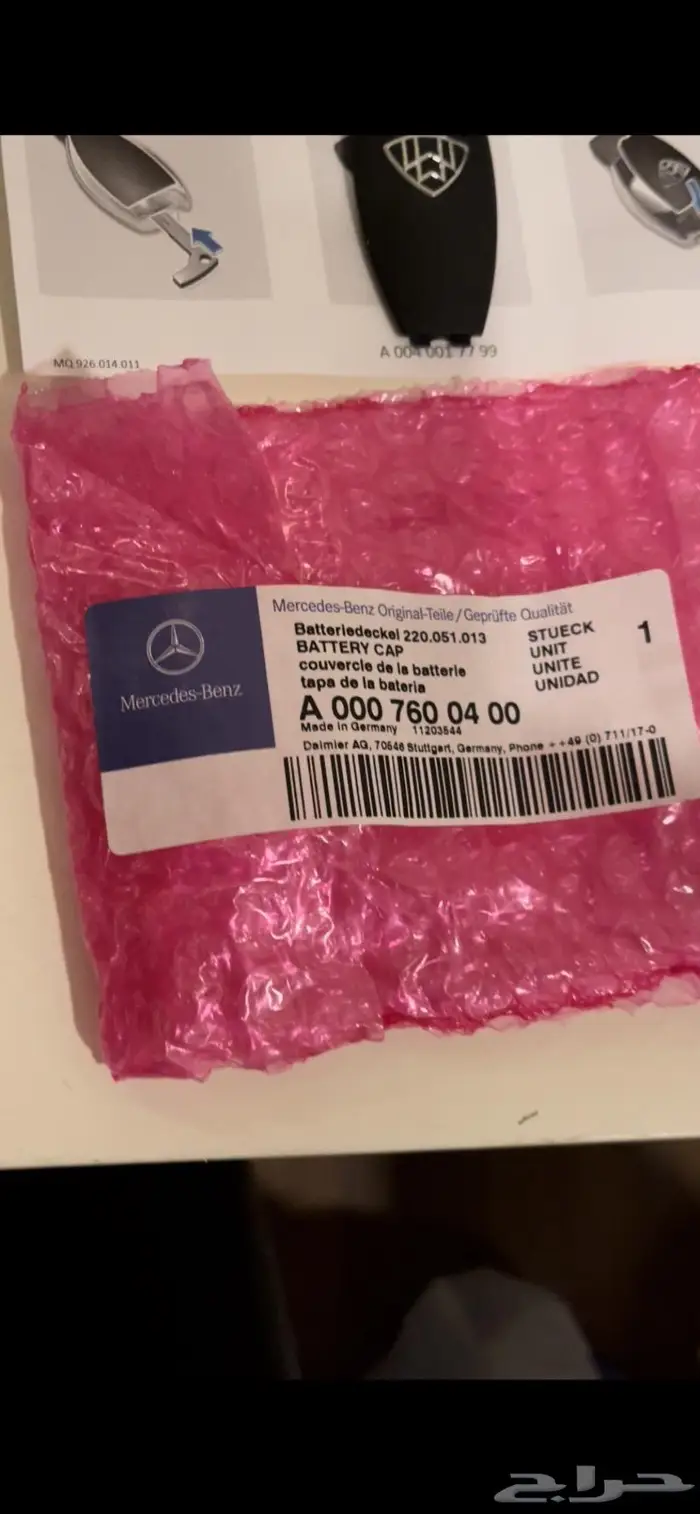 MQ 926.014.011
A 004 001 77 99
Mercedes-Benz
Mercedes-Benz Original-Teile / Geprüfte Qualität
Batteriedeckel 220.051.013
BATTERY CAP
couvercle de la batterie
tapa de la bateria
STUECK
UNIT
UNITE
UNIDAD
1
A 000 760 04 00
Made in Germany 11203544
Daimler AG, 70546 Stuttgart, Germany, Phone ++49 (0) 711/17-0
حراج